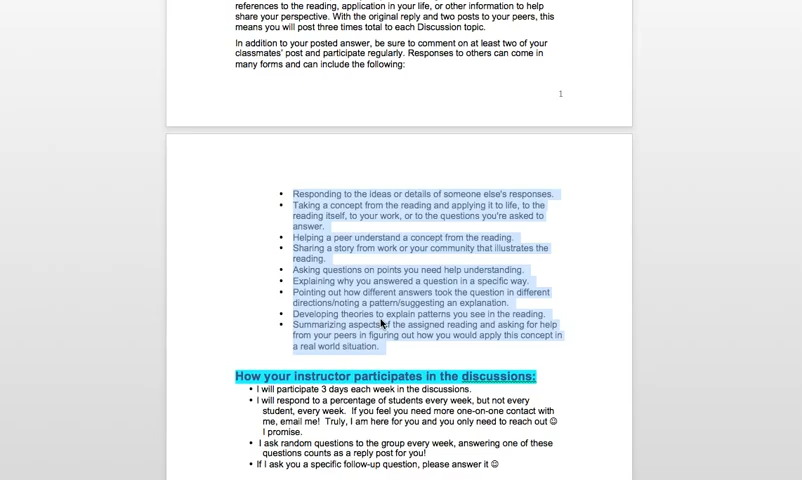 references to the reading, application in your life, or other information to help
share your perspective. With the original reply and two posts to your peers, this
means you will post three times total to each Discussion topic.
In addition to your posted answer, be sure to comment on at least two of your
classmates' post and participate regularly. Responses to others can come in
many forms and can include the following:
1
• Responding to the ideas or details of someone else's responses.
• Taking a concept from the reading and applying it to life, to the
reading itself, to your work, or to the questions you're asked to
answer.
• Helping a peer understand a concept from the reading.
• Sharing a story from work or your community that illustrates the
reading.
• Asking questions on points you need help understanding.
• Explaining why you answered a question in a specific way.
• Pointing out how different answers took the question in different
directions/noting a pattern/suggesting an explanation.
• Developing theories to explain patterns you see in the reading.
• Summarizing aspects of the assigned reading and asking for help
from your peers in figuring out how you would apply this concept in
a real world situation.
How your instructor participates in the discussions:
• I will participate 3 days each week in the discussions.
• I will respond to a percentage of students every week, but not every
student, every week. If you feel you need more one-on-one contact with
me, email me! Truly, I am here for you and you only need to reach out ☺
I promise.
• I ask random questions to the group every week, answering one of these
questions counts as a reply post for you!
• If I ask you a specific follow-up question, please answer it ☺